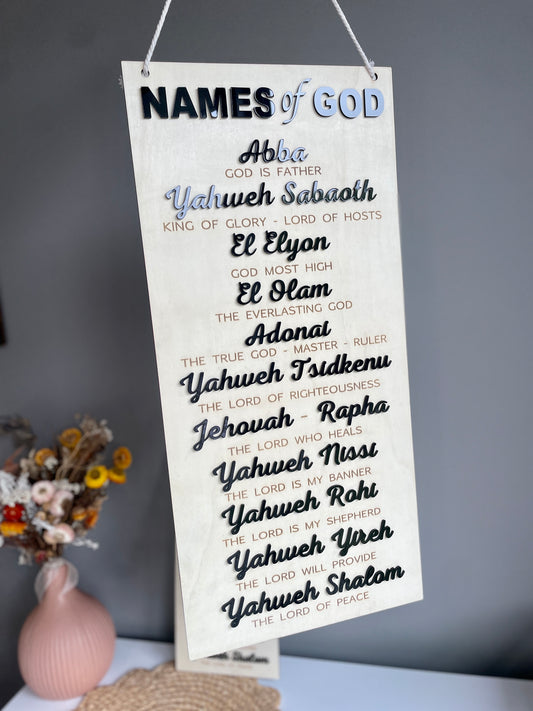 NAMES of GOD
Abba
GOD IS FATHER
Yahweh Sabaoth
KING OF GLORY - LORD OF HOSTS
El Elyon
GOD MOST HIGH
El Olam
THE EVERLASTING GOD
Adonai
THE TRUE GOD - MASTER - RULER
Yahweh Tsidkenu
THE LORD OF RIGHTEOUSNESS
Jehovah - Rapha
THE LORD WHO HEALS
Yahweh Nissi
THE LORD IS MY BANNER
Yahweh Rohi
THE LORD IS MY SHEPHERD
Yahweh Yireh
THE LORD WILL PROVIDE
Yahweh Shalom
THE LORD OF PEACE
Shalom